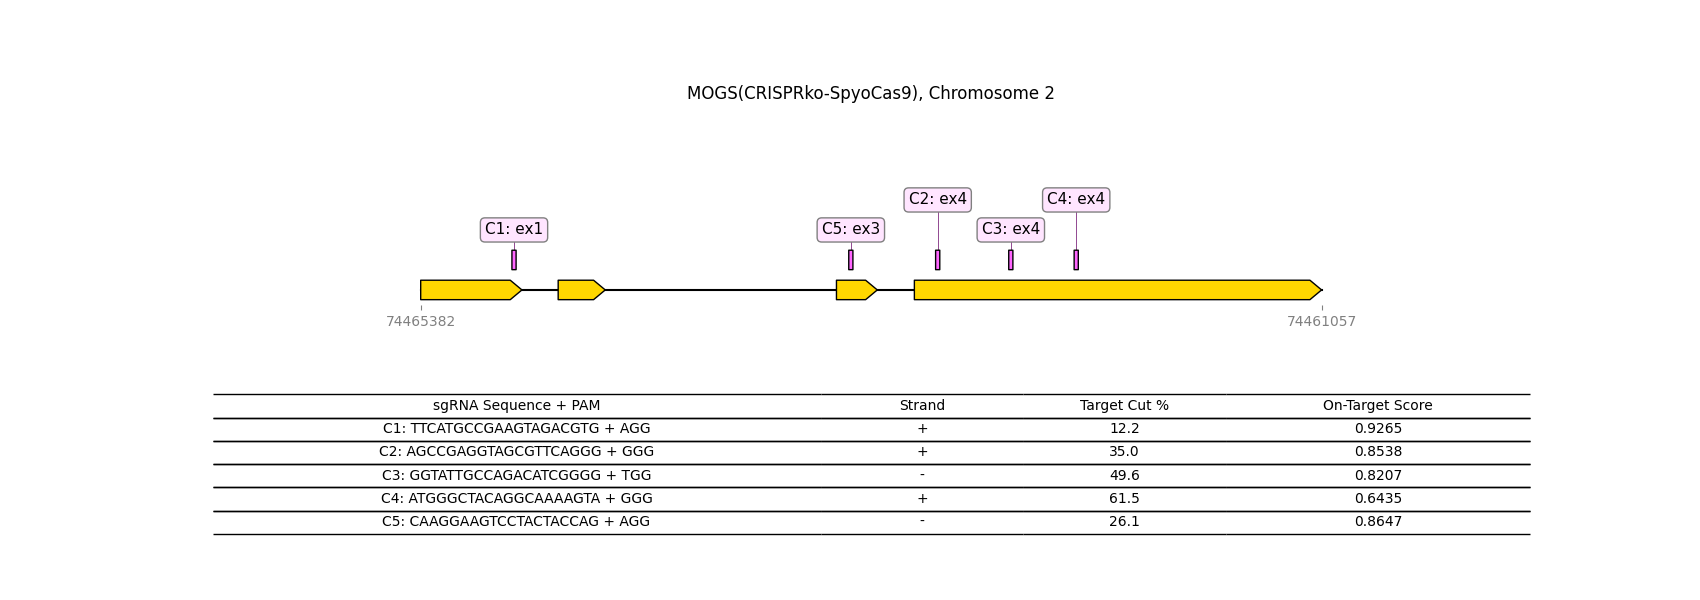 MOGS(CRISPRko-SpyoCas9), Chromosome 2
C2: ex4 C4: ex4
C1: ex1 C5: ex3 C3: ex4
74465382 74461057
sgRNA Sequence + PAM Strand Target Cut % On-Target Score
C1: TTCATGCCGAAGTAGACGTG + AGG + 12.2 0.9265
C2: AGCCGAGGTAGCGTTCAGGG + GGG + 35.0 0.8538
C3: GGTATTGCCAGACATCGGGG + TGG - 49.6 0.8207
C4: ATGGGCTACAGGCAAAAGTA + GGG + 61.5 0.6435
C5: CAAGGAAGTCCTACTACCAG + AGG - 26.1 0.8647